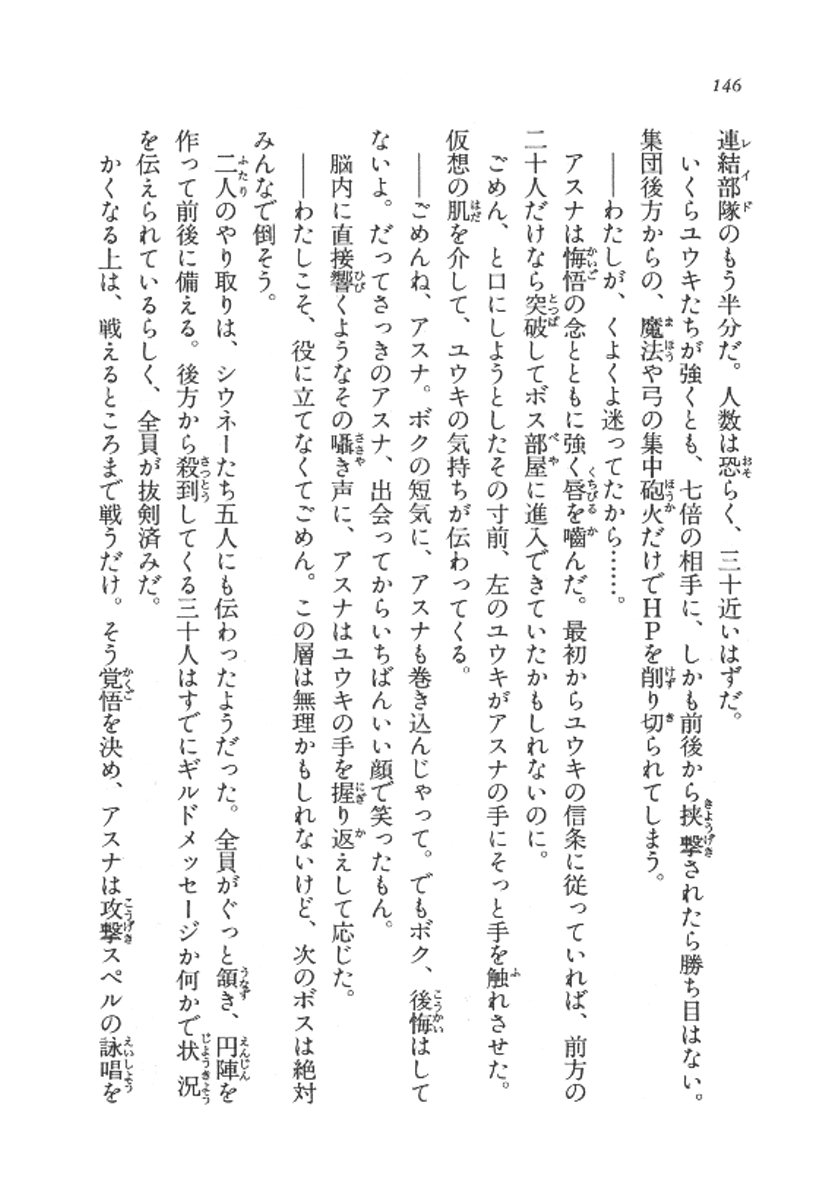 146
連結部隊のもう半分だ。人数は恐らく、三十近いはずだ。
　いくらユウキたちが強くとも、七倍の相手に、しかも前後から挟撃されたら勝ち目はない。
集団後方からの、魔法や弓の集中砲火だけでHPを削り切られてしまう。
　――わたしが、くよくよ迷ってたから……。
　アスナは悔悟の念とともに強く唇を嚙んだ。最初からユウキの信条に従っていれば、前方の
二十人だけなら突破してボス部屋に進入できていたかもしれないのに。
　ごめん、と口にしようとしたその寸前、左のユウキがアスナの手にそっと手を触れさせた。
仮想の肌を介して、ユウキの気持ちが伝わってくる。
　――ごめんね、アスナ。ボクの短気に、アスナも巻き込んじゃって。でもボク、後悔はして
ないよ。だってさっきのアスナ、出会ってからいちばんいい顔で笑ったもん。
　脳内に直接響くようなその囁き声に、アスナはユウキの手を握り返えして応じた。
　――わたしこそ、役に立てなくてごめん。この層は無理かもしれないけど、次のボスは絶対
みんなで倒そう。
　二人のやり取りは、シウネーたち五人にも伝わったようだった。全員がぐっと頷き、円陣を
作って前後に備える。後方から殺到してくる三十人はすでにギルドメッセージか何かで状況
を伝えられているらしく、全員が抜剣済みだ。
　かくなる上は、戦えるところまで戦うだけ。そう覚悟を決め、アスナは攻撃スペルの詠唱を